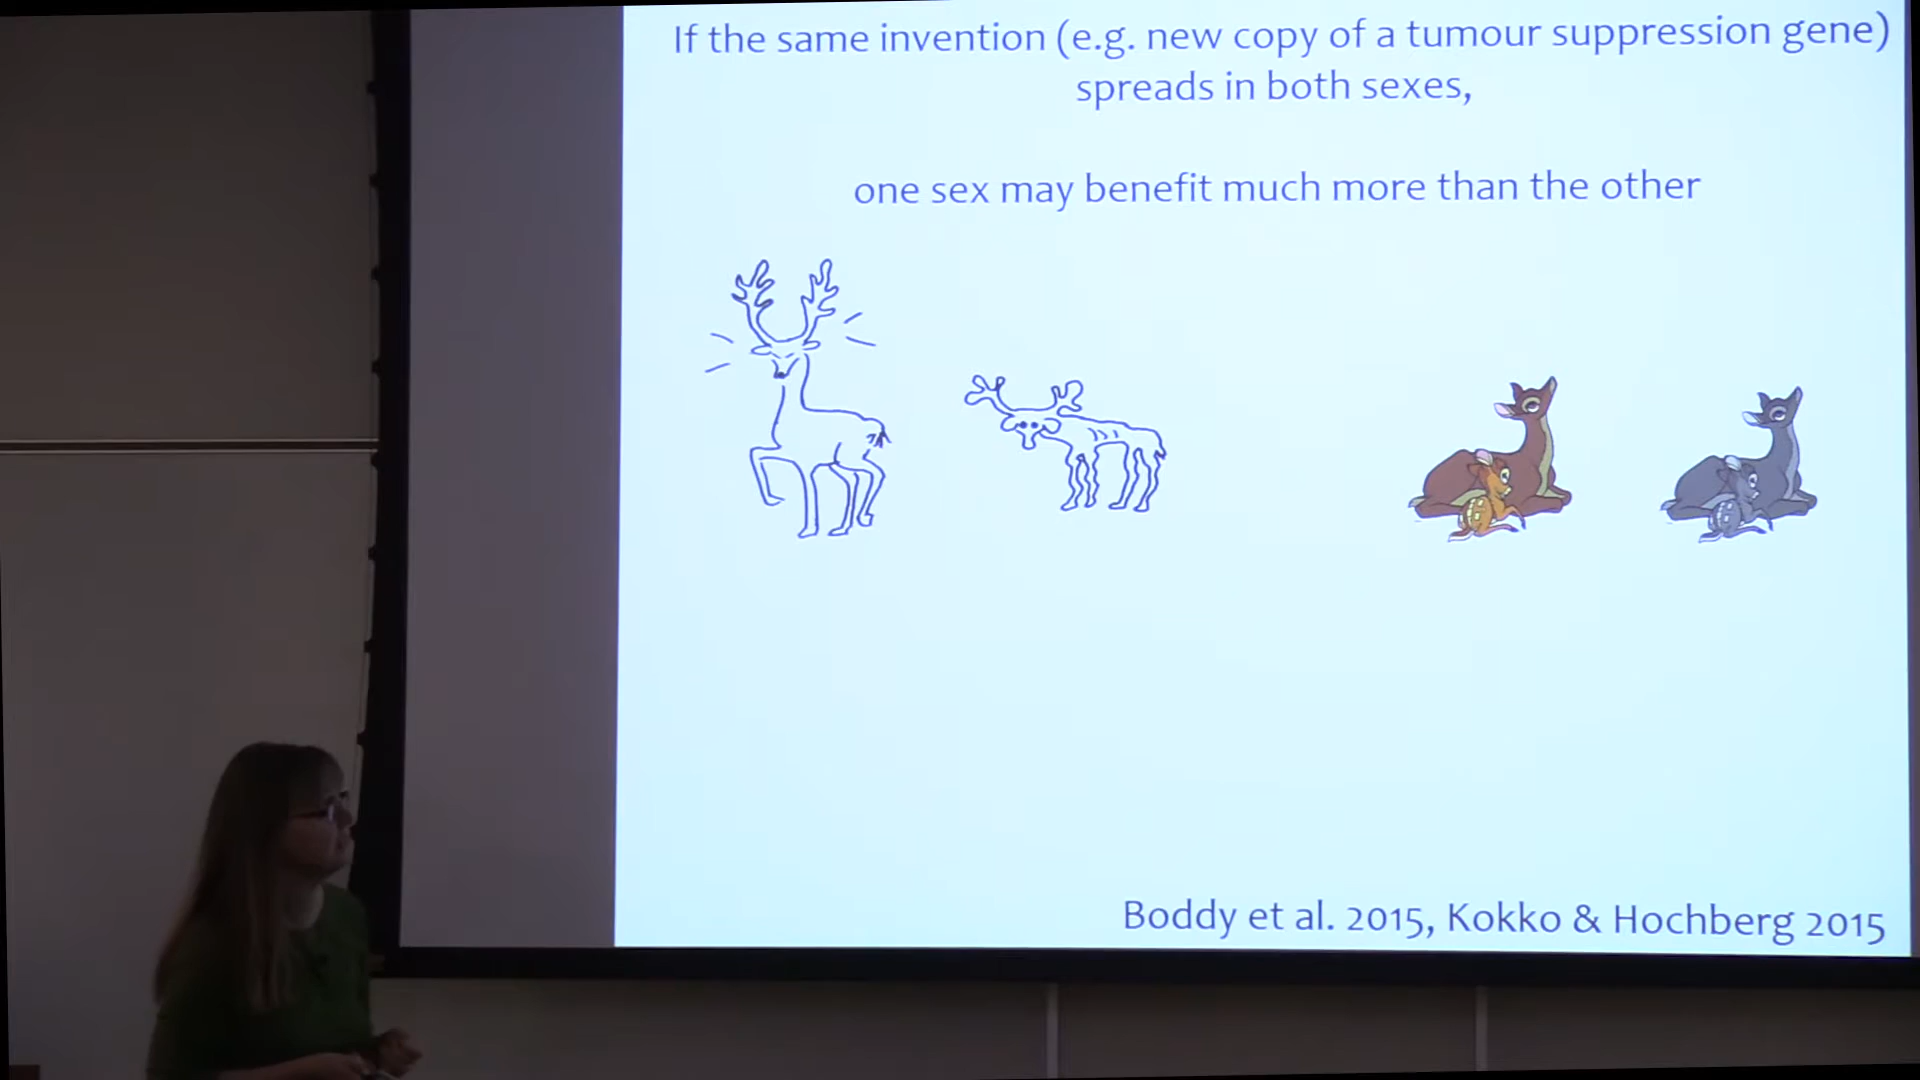 If the same invention (e.g. new copy of a tumour suppression gene)
spreads in both sexes,
one sex may benefit much more than the other
Boddy et al. 2015, Kokko & Hochberg 2015